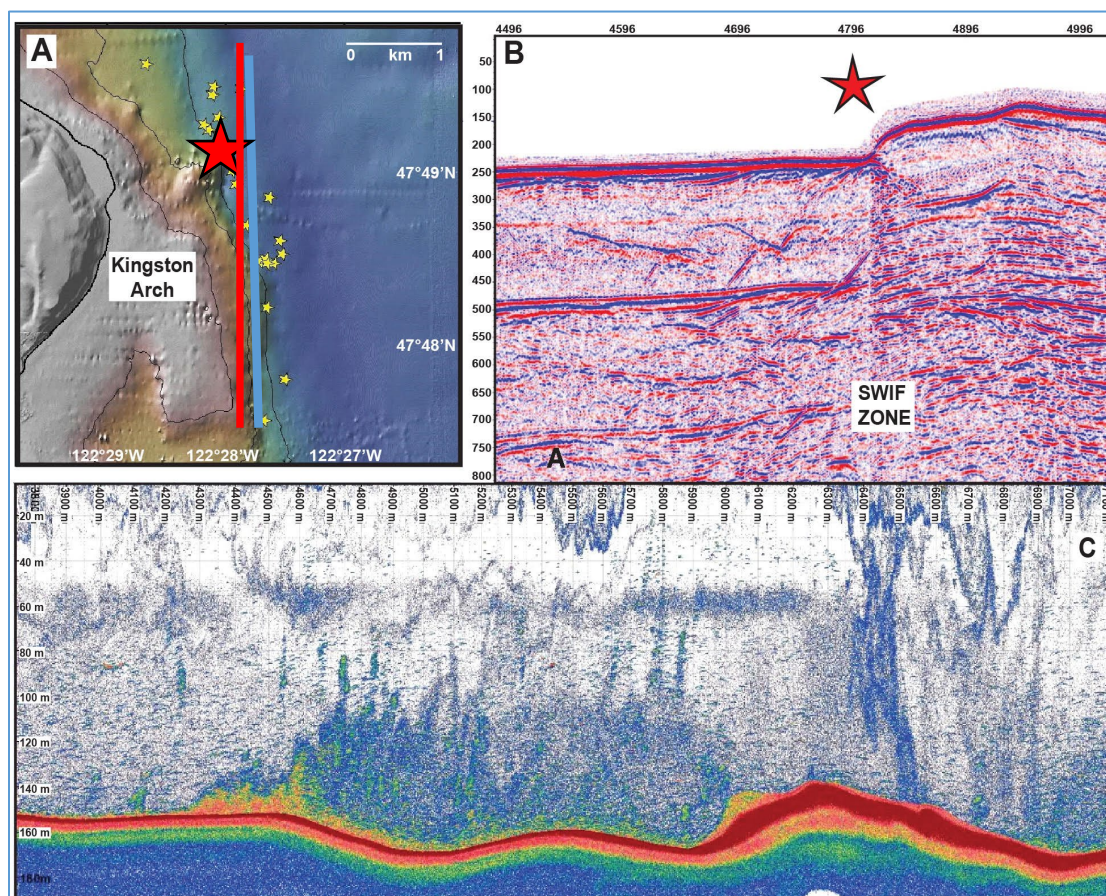 A
0 km 1
47°49'N
Kingston
Arch
47°48'N
122°29'W
122°28'W
122°27'W
4496 4596 4696 4796 4896 4996
B
50
100
150
200
250
300
350
400
450
500
550
600
650
700
750
800
SWIF
ZONE
A
3900 m
4000 m
4100 m
4200 m
4300 m
4400 m
4500 m
4600 m
4700 m
4800 m
4900 m
5000 m
5100 m
5200 m
5300 m
5400 m
5500 m
5600 m
5700 m
5800 m
5900 m
6000 m
6100 m
6200 m
6300 m
6400 m
6500 m
6600 m
6700 m
6800 m
6900 m
7000 m
C
20 m
40 m
60 m
80 m
100 m
120 m
140 m
160 m
180m